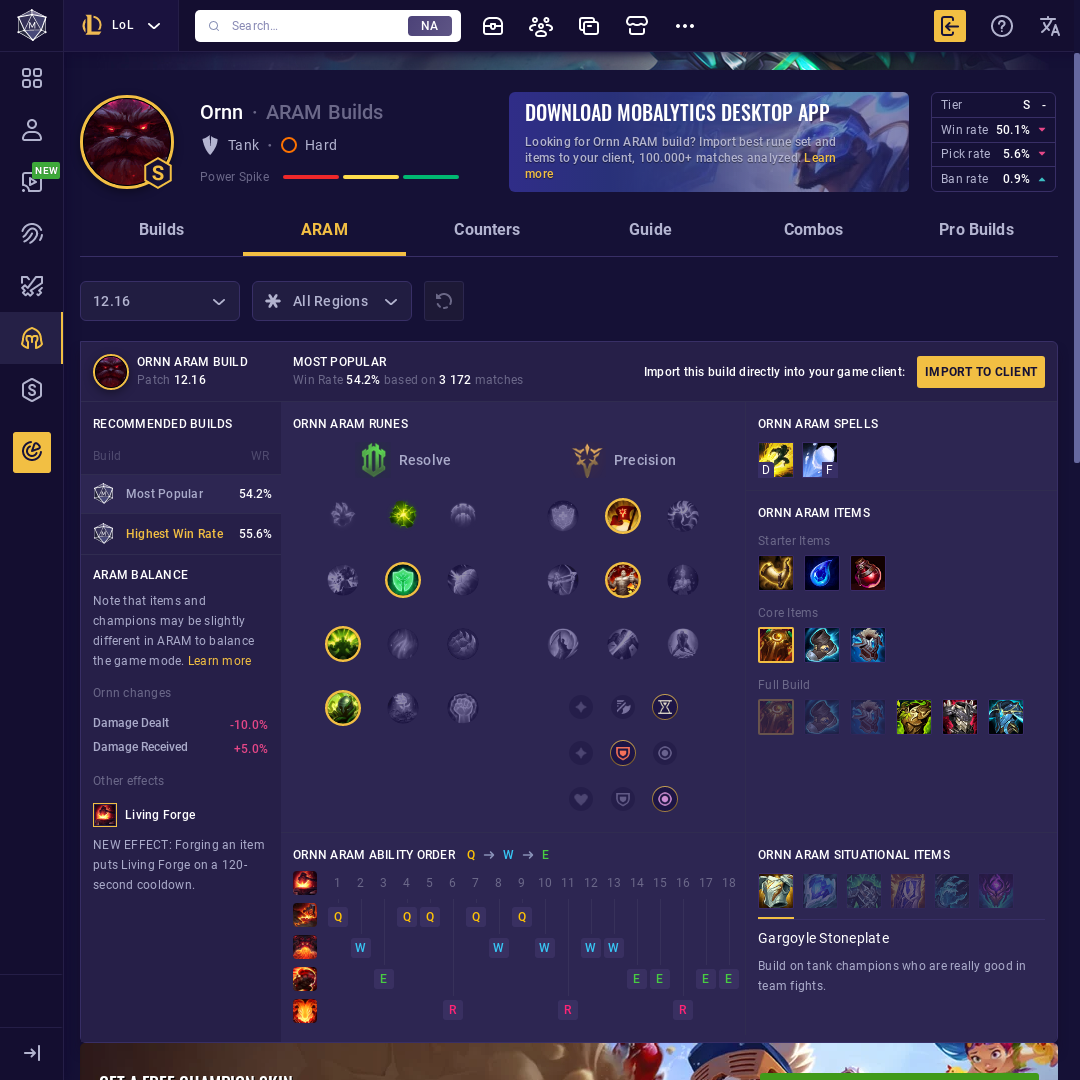 LoL
Search...
NA
NEW
Ornn · ARAM Builds
Tank · Hard
Power Spike
S
DOWNLOAD MOBALYTICS DESKTOP APP
Looking for Ornn ARAM build? Import best rune set and
items to your client, 100.000+ matches analyzed. Learn
more
Tier S -
Win rate 50.1%
Pick rate 5.6%
Ban rate 0.9%
Builds ARAM Counters Guide Combos Pro Builds
12.16
All Regions
ORNN ARAM BUILD
Patch 12.16
MOST POPULAR
Win Rate 54.2% based on 3 172 matches
Import this build directly into your game client:
IMPORT TO CLIENT
RECOMMENDED BUILDS
Build WR
Most Popular 54.2%
Highest Win Rate 55.6%
ARAM BALANCE
Note that items and
champions may be slightly
different in ARAM to balance
the game mode. Learn more
Ornn changes
Damage Dealt -10.0%
Damage Received +5.0%
Other effects
Living Forge
NEW EFFECT: Forging an item
puts Living Forge on a 120-
second cooldown.
ORNN ARAM RUNES
Resolve
Precision
ORNN ARAM SPELLS
D
F
ORNN ARAM ITEMS
Starter Items
Core Items
Full Build
ORNN ARAM ABILITY ORDER Q → W → E
1 2 3 4 5 6 7 8 9 10 11 12 13 14 15 16 17 18
Q Q Q Q Q
W W W W W
E E E E E
R R R
ORNN ARAM SITUATIONAL ITEMS
Gargoyle Stoneplate
Build on tank champions who are really good in
team fights.
GET A FREE CHAMPION SKIN